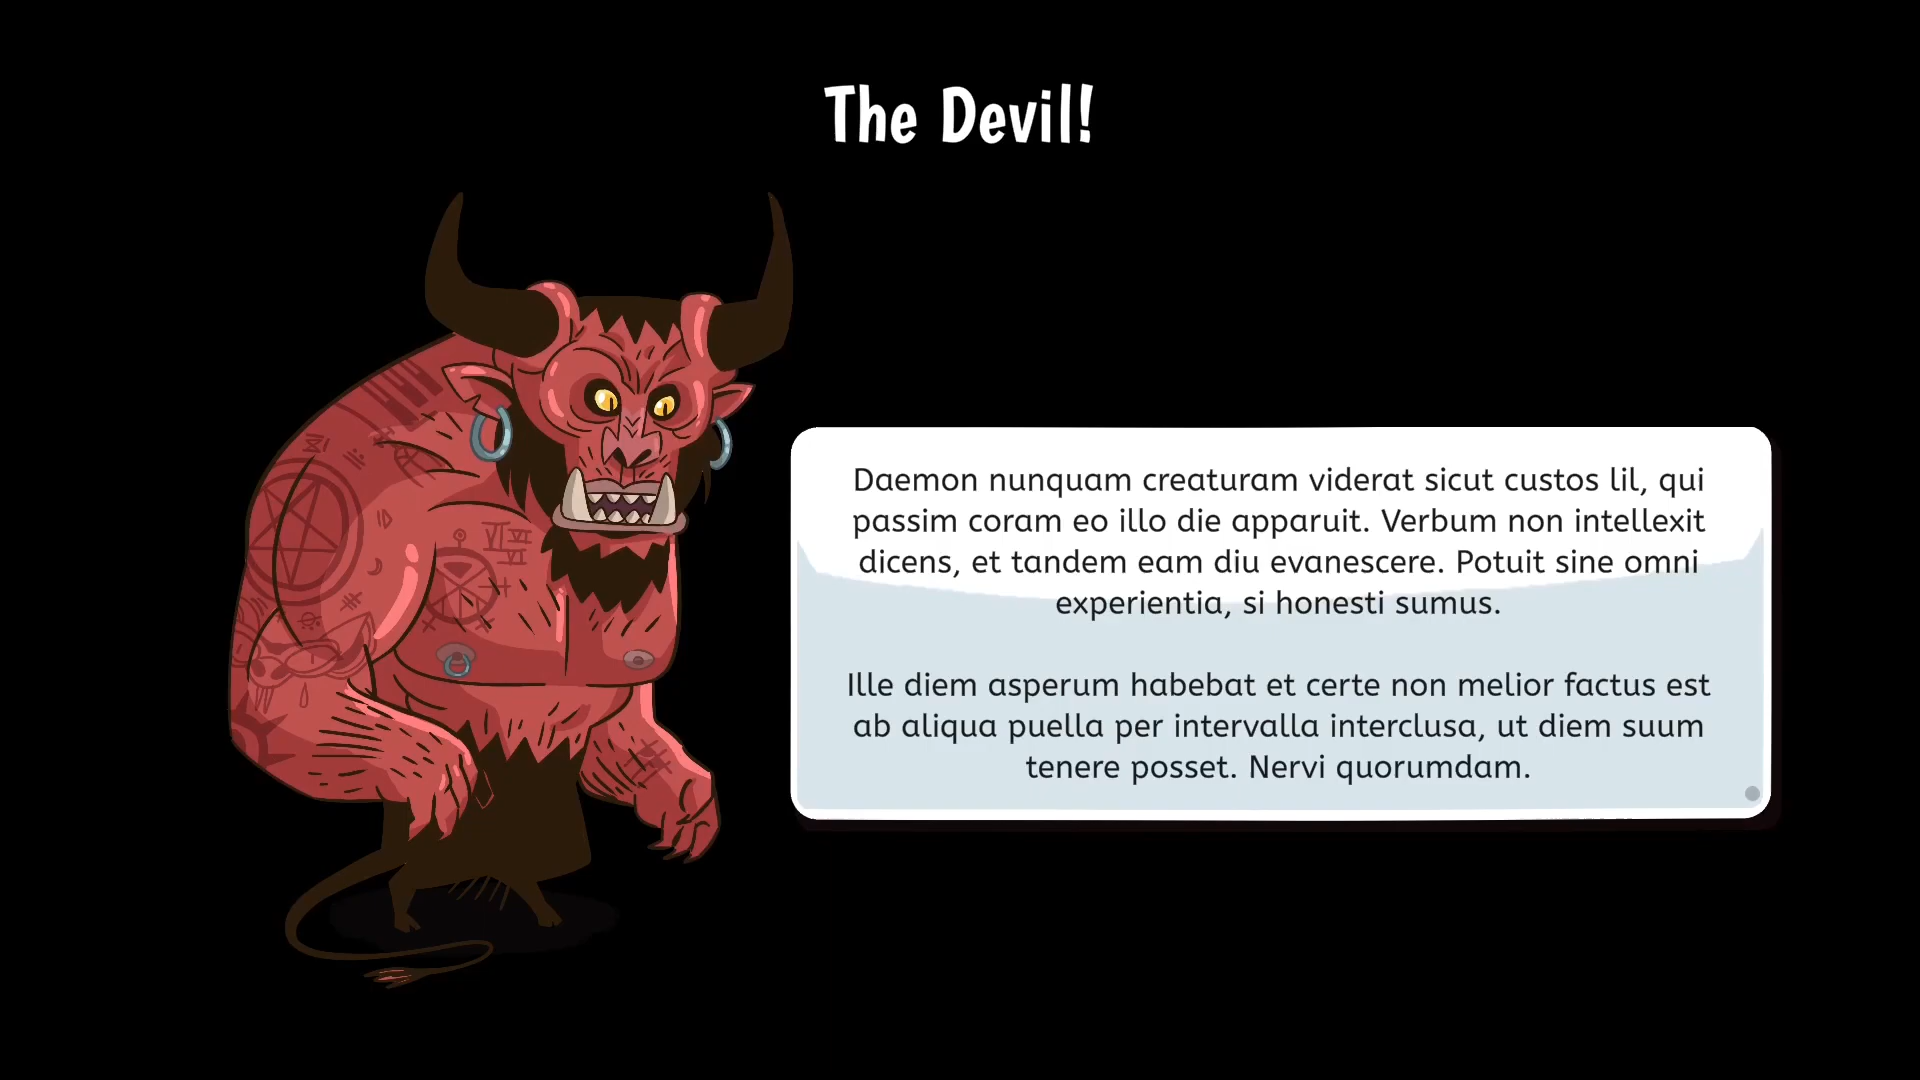 The Devil!
Daemon nunquam creaturam viderat sicut custos lil, qui
passim coram eo illo die apparuit. Verbum non intellexit
dicens, et tandem eam diu evanescere. Potuit sine omni
experientia, si honesti sumus.
Ille diem asperum habebat et certe non melior factus est
ab aliqua puella per intervalla interclusa, ut diem suum
tenere posset. Nervi quorumdam.